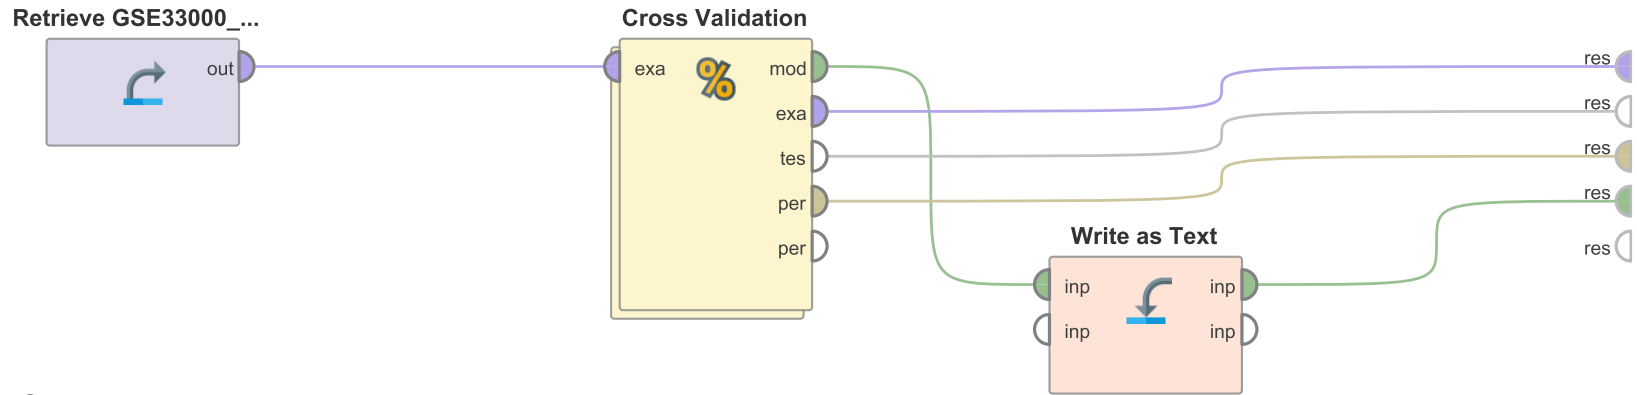 Retrieve GSE33000_...
Cross Validation
out
exa
%
mod
exa
tes
per
per
res
res
res
res
res
Write as Text
inp
inp
inp
inp